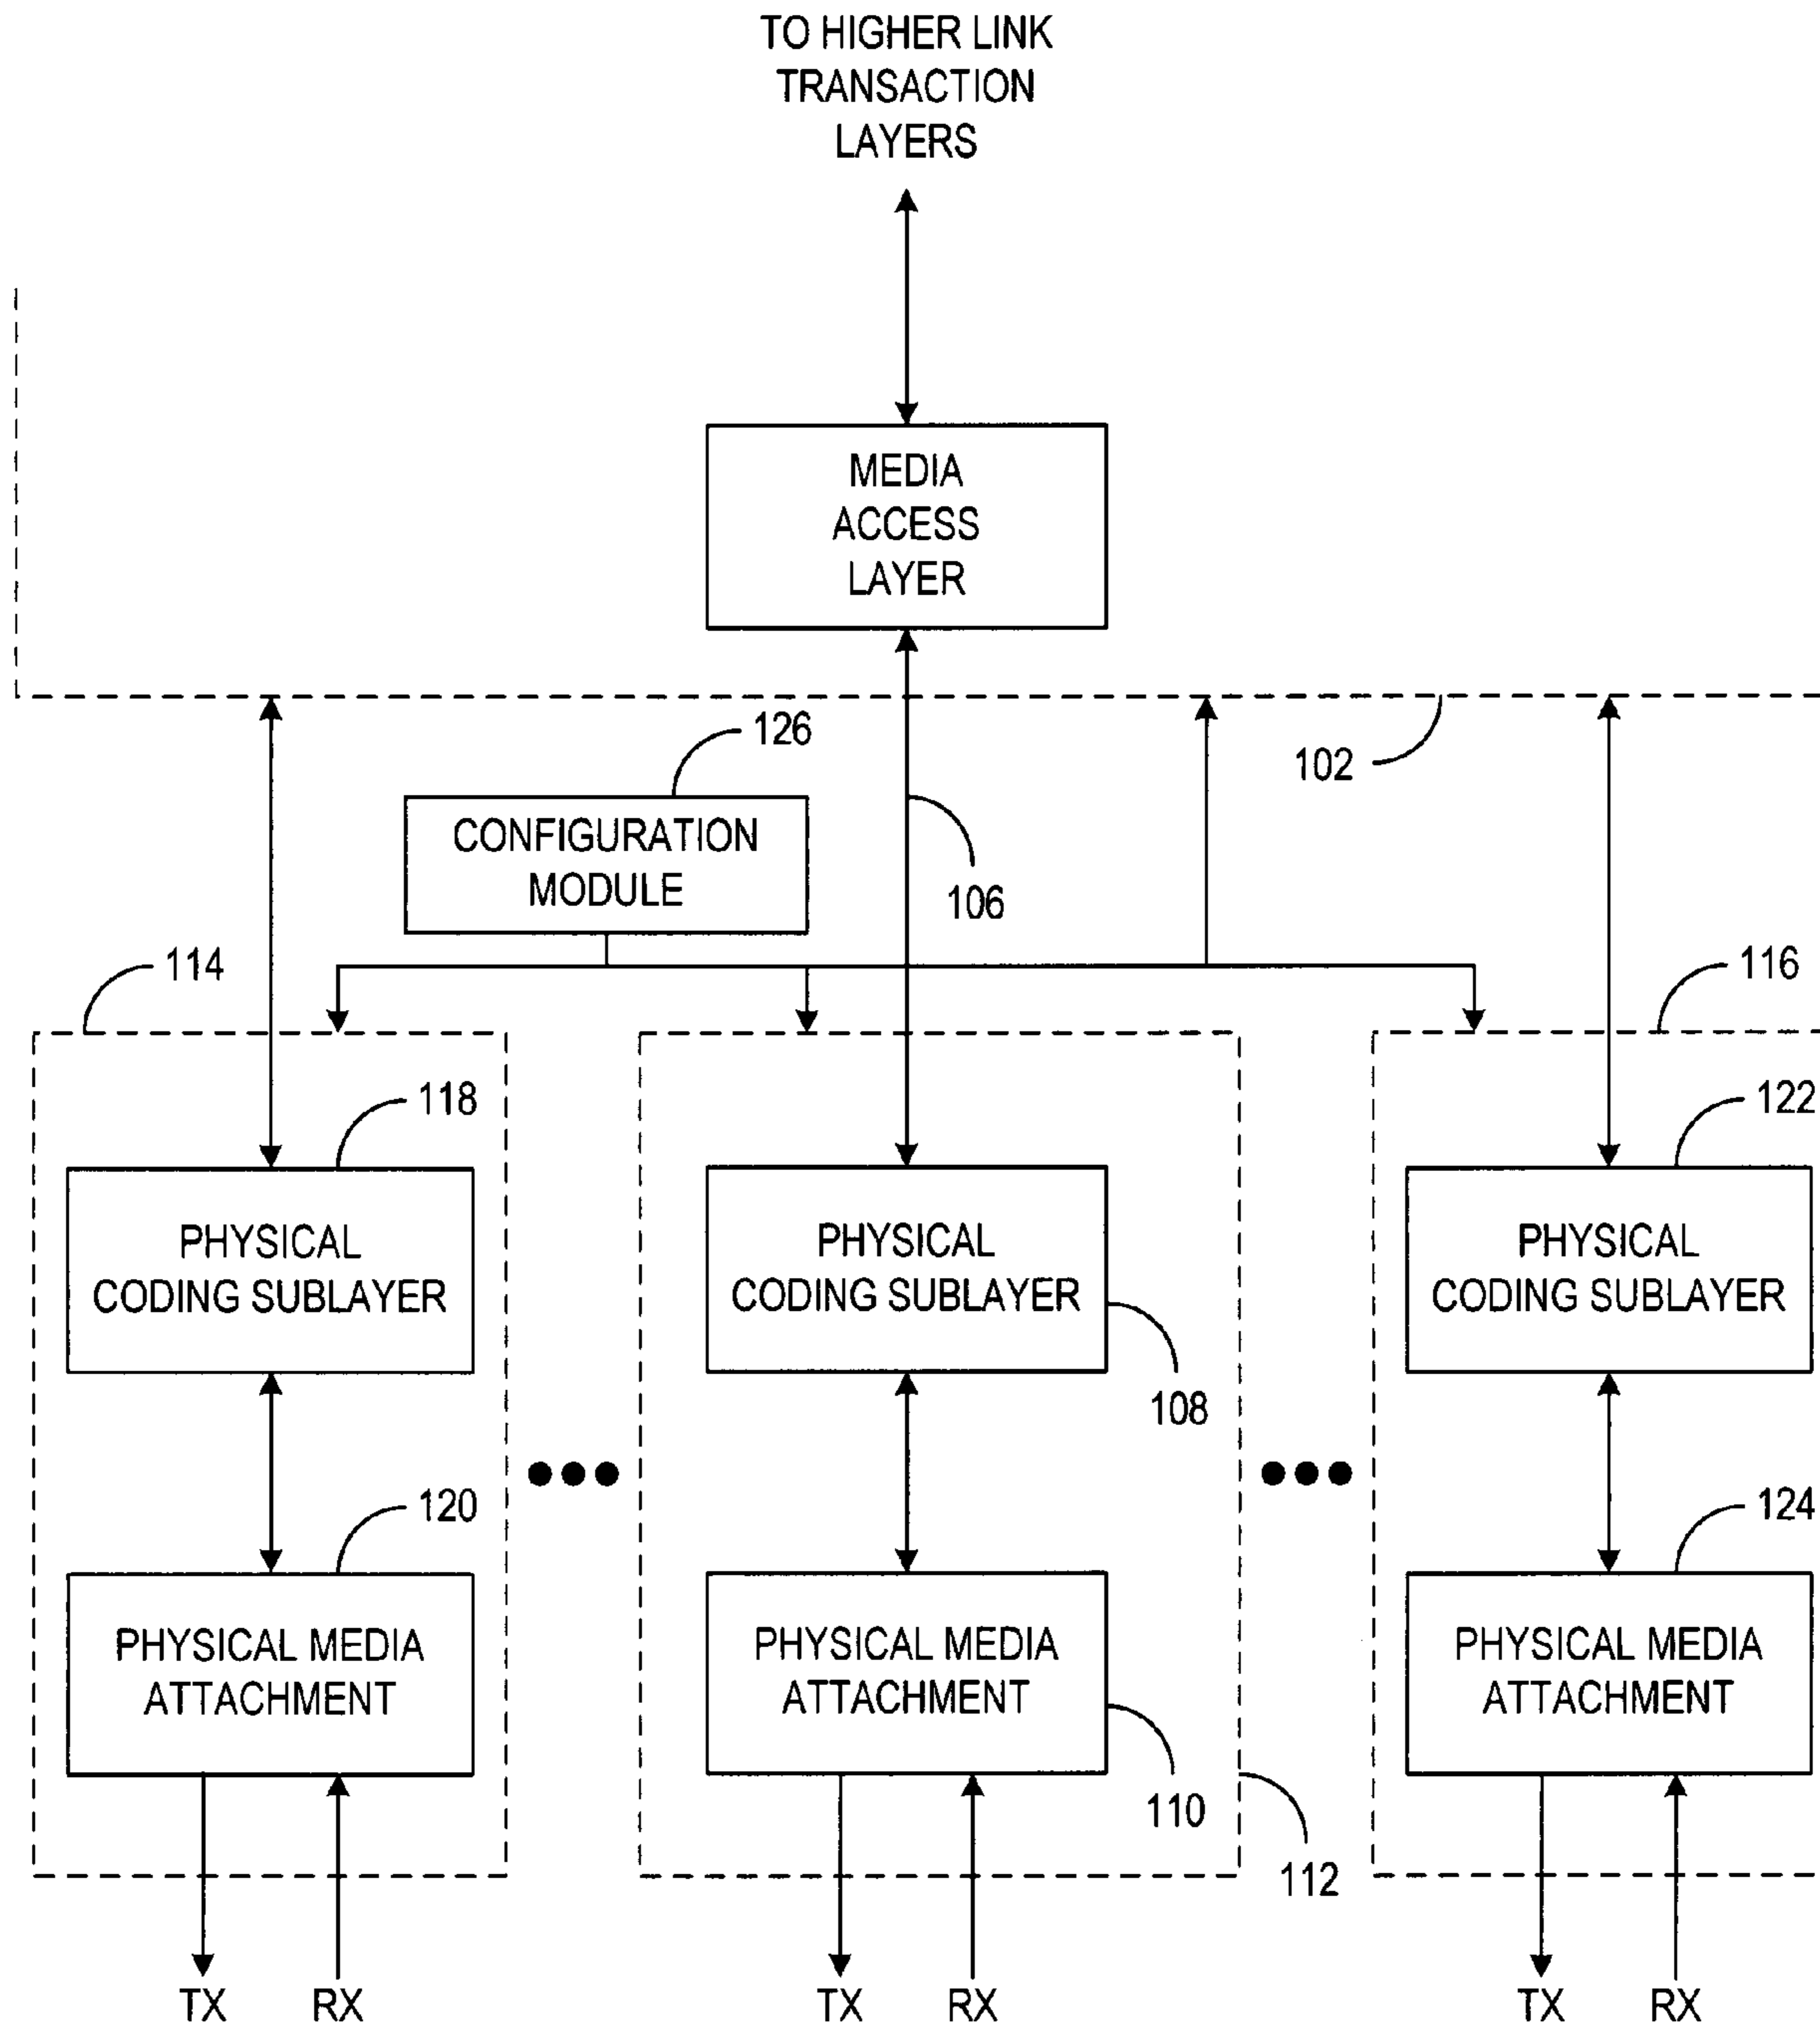 TO HIGHER LINK
TRANSACTION
LAYERS
MEDIA
ACCESS
LAYER
126
102
CONFIGURATION
MODULE
106
114
116
118
122
PHYSICAL
CODING SUBLAYER
PHYSICAL
CODING SUBLAYER
PHYSICAL
CODING SUBLAYER
108
120
124
PHYSICAL MEDIA
ATTACHMENT
PHYSICAL MEDIA
ATTACHMENT
PHYSICAL MEDIA
ATTACHMENT
110
112
TX RX
TX RX
TX RX